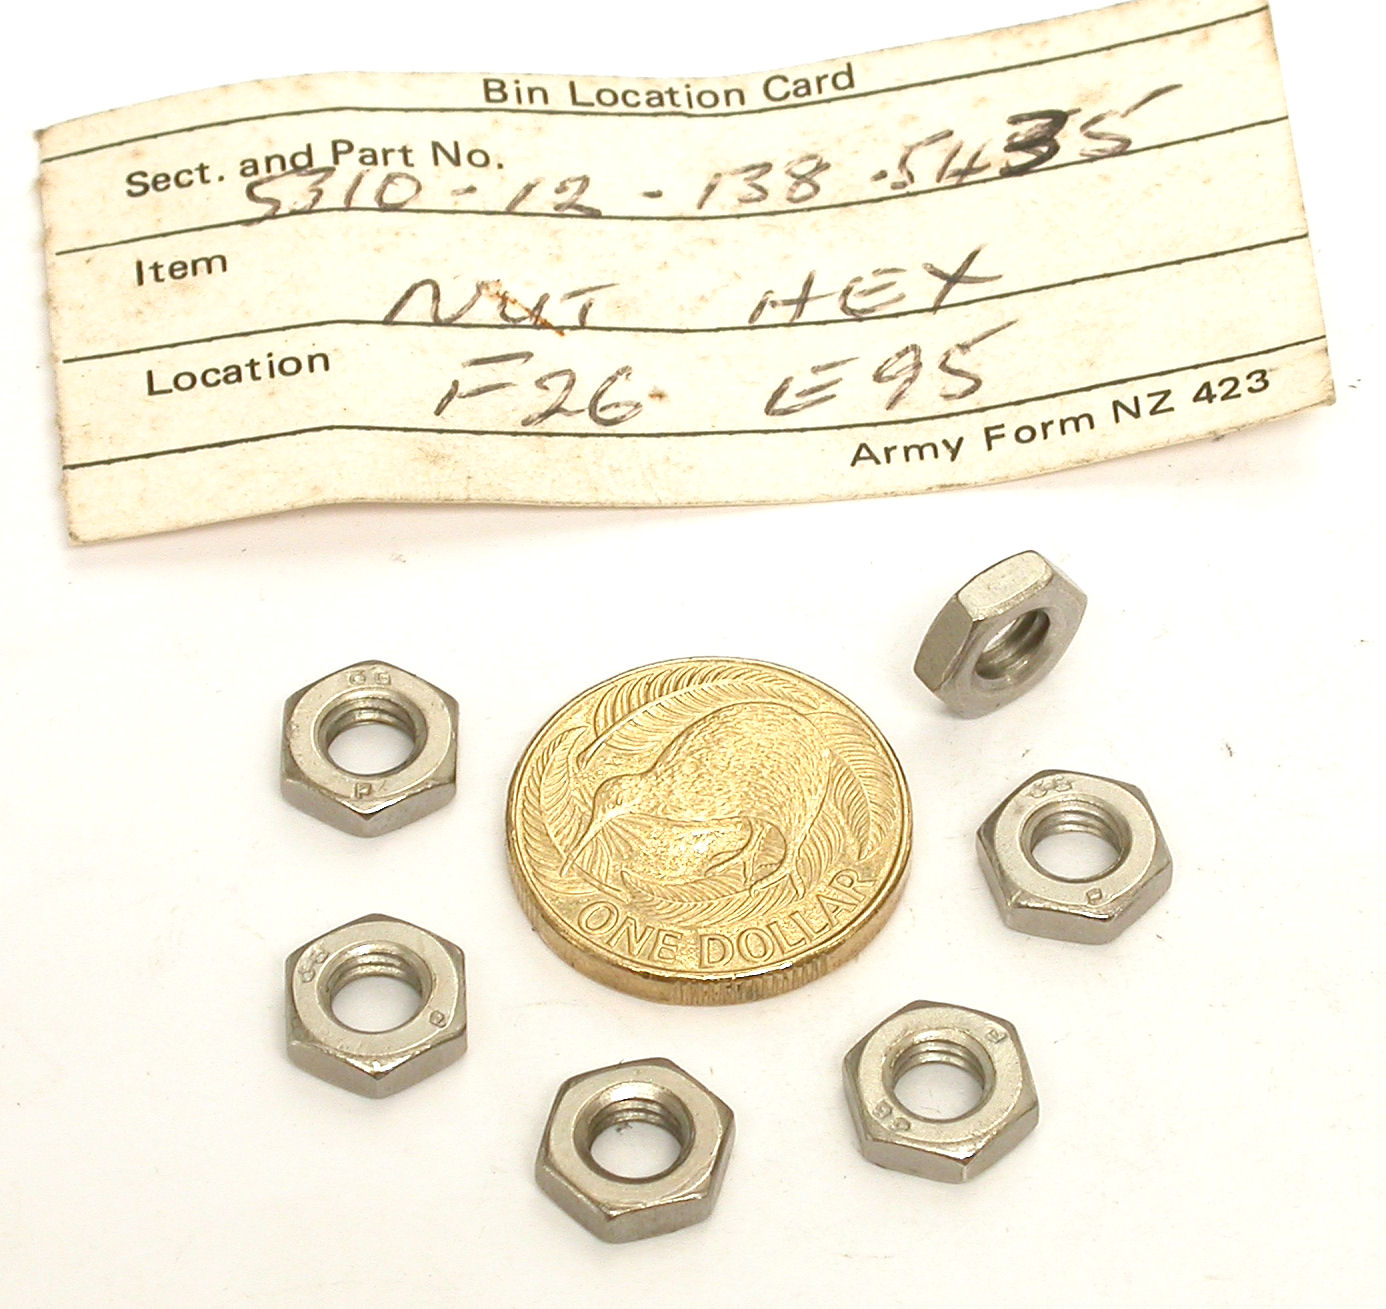 Bin Location Card
Sect. and Part No.
5310-12-138.5435
Item NUT HEX
Location F26 E95
Army Form NZ 423
ONE DOLLAR